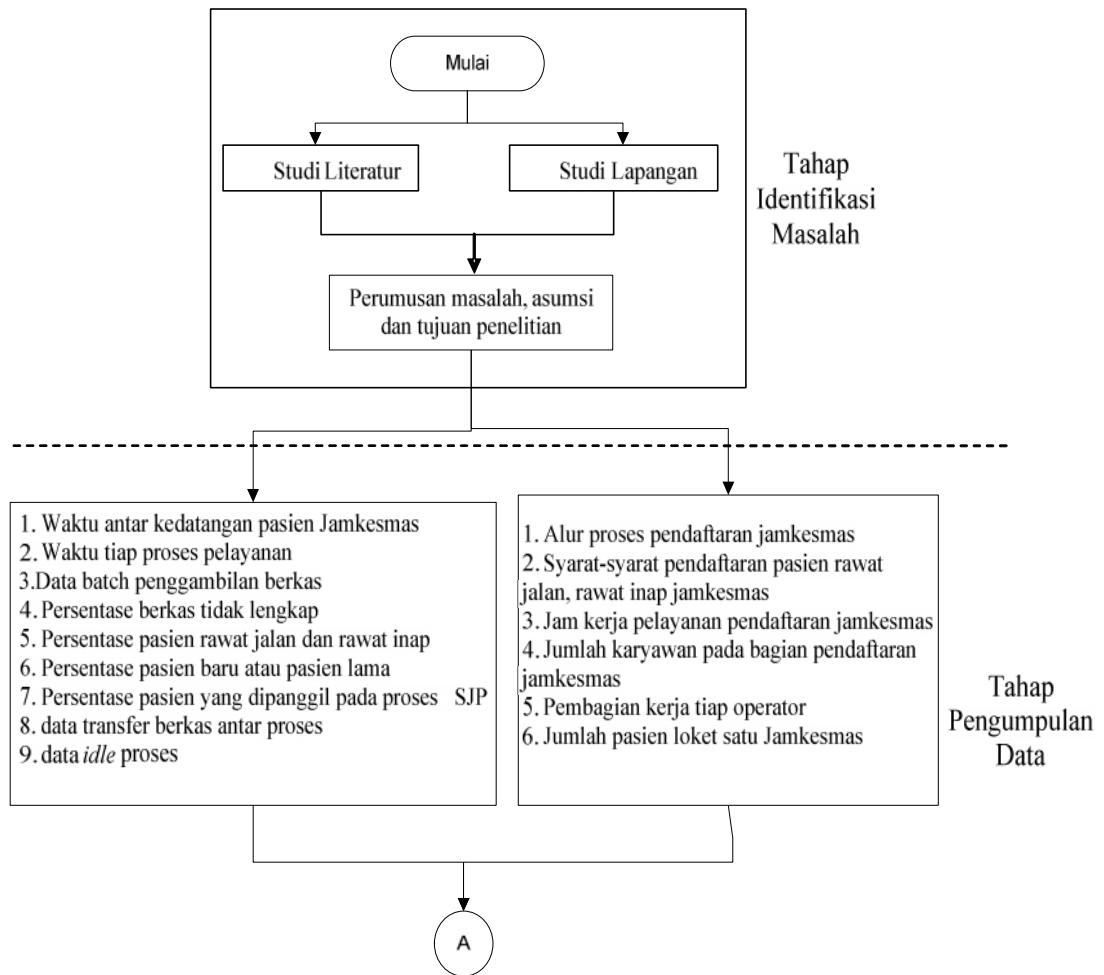 Mulai
Studi Literatur
Studi Lapangan
Perumusan masalah, asumsi
dan tujuan penelitian
Tahap
Identifikasi
Masalah
1. Waktu antar kedatangan pasien Jamkesmas
2. Waktu tiap proses pelayanan
3.Data batch penggambilan berkas
4. Persentase berkas tidak lengkap
5. Persentase pasien rawat jalan dan rawat inap
6. Persentase pasien baru atau pasien lama
7. Persentase pasien yang dipanggil pada proses SJP
8. data transfer berkas antar proses
9. data idle proses
1. Alur proses pendaftaran jamkesmas
2. Syarat-syarat pendaftaran pasien rawat
jalan, rawat inap jamkesmas
3. Jam kerja pelayanan pendaftaran jamkesmas
4. Jumlah karyawan pada bagian pendaftaran
jamkesmas
5. Pembagian kerja tiap operator
6. Jumlah pasien loket satu Jamkesmas
Tahap
Pengumpulan
Data
A